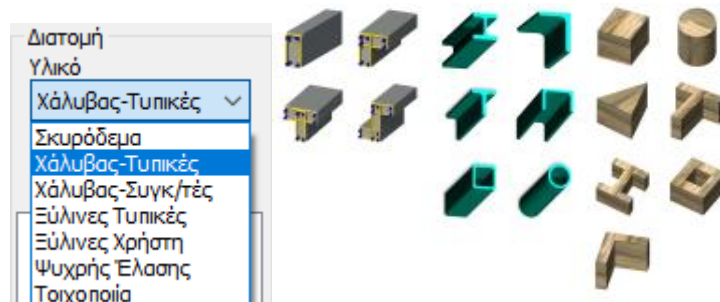 Διατομή
Υλικό
Χάλυβας-Τυπικές
Σκυρόδεμα
Χάλυβας-Τυπικές
Χάλυβας-Συγκ/τές
Ξύλινες Τυπικές
Ξύλινες Χρήστη
Ψυχρής Έλασης
Τοιχοποιία